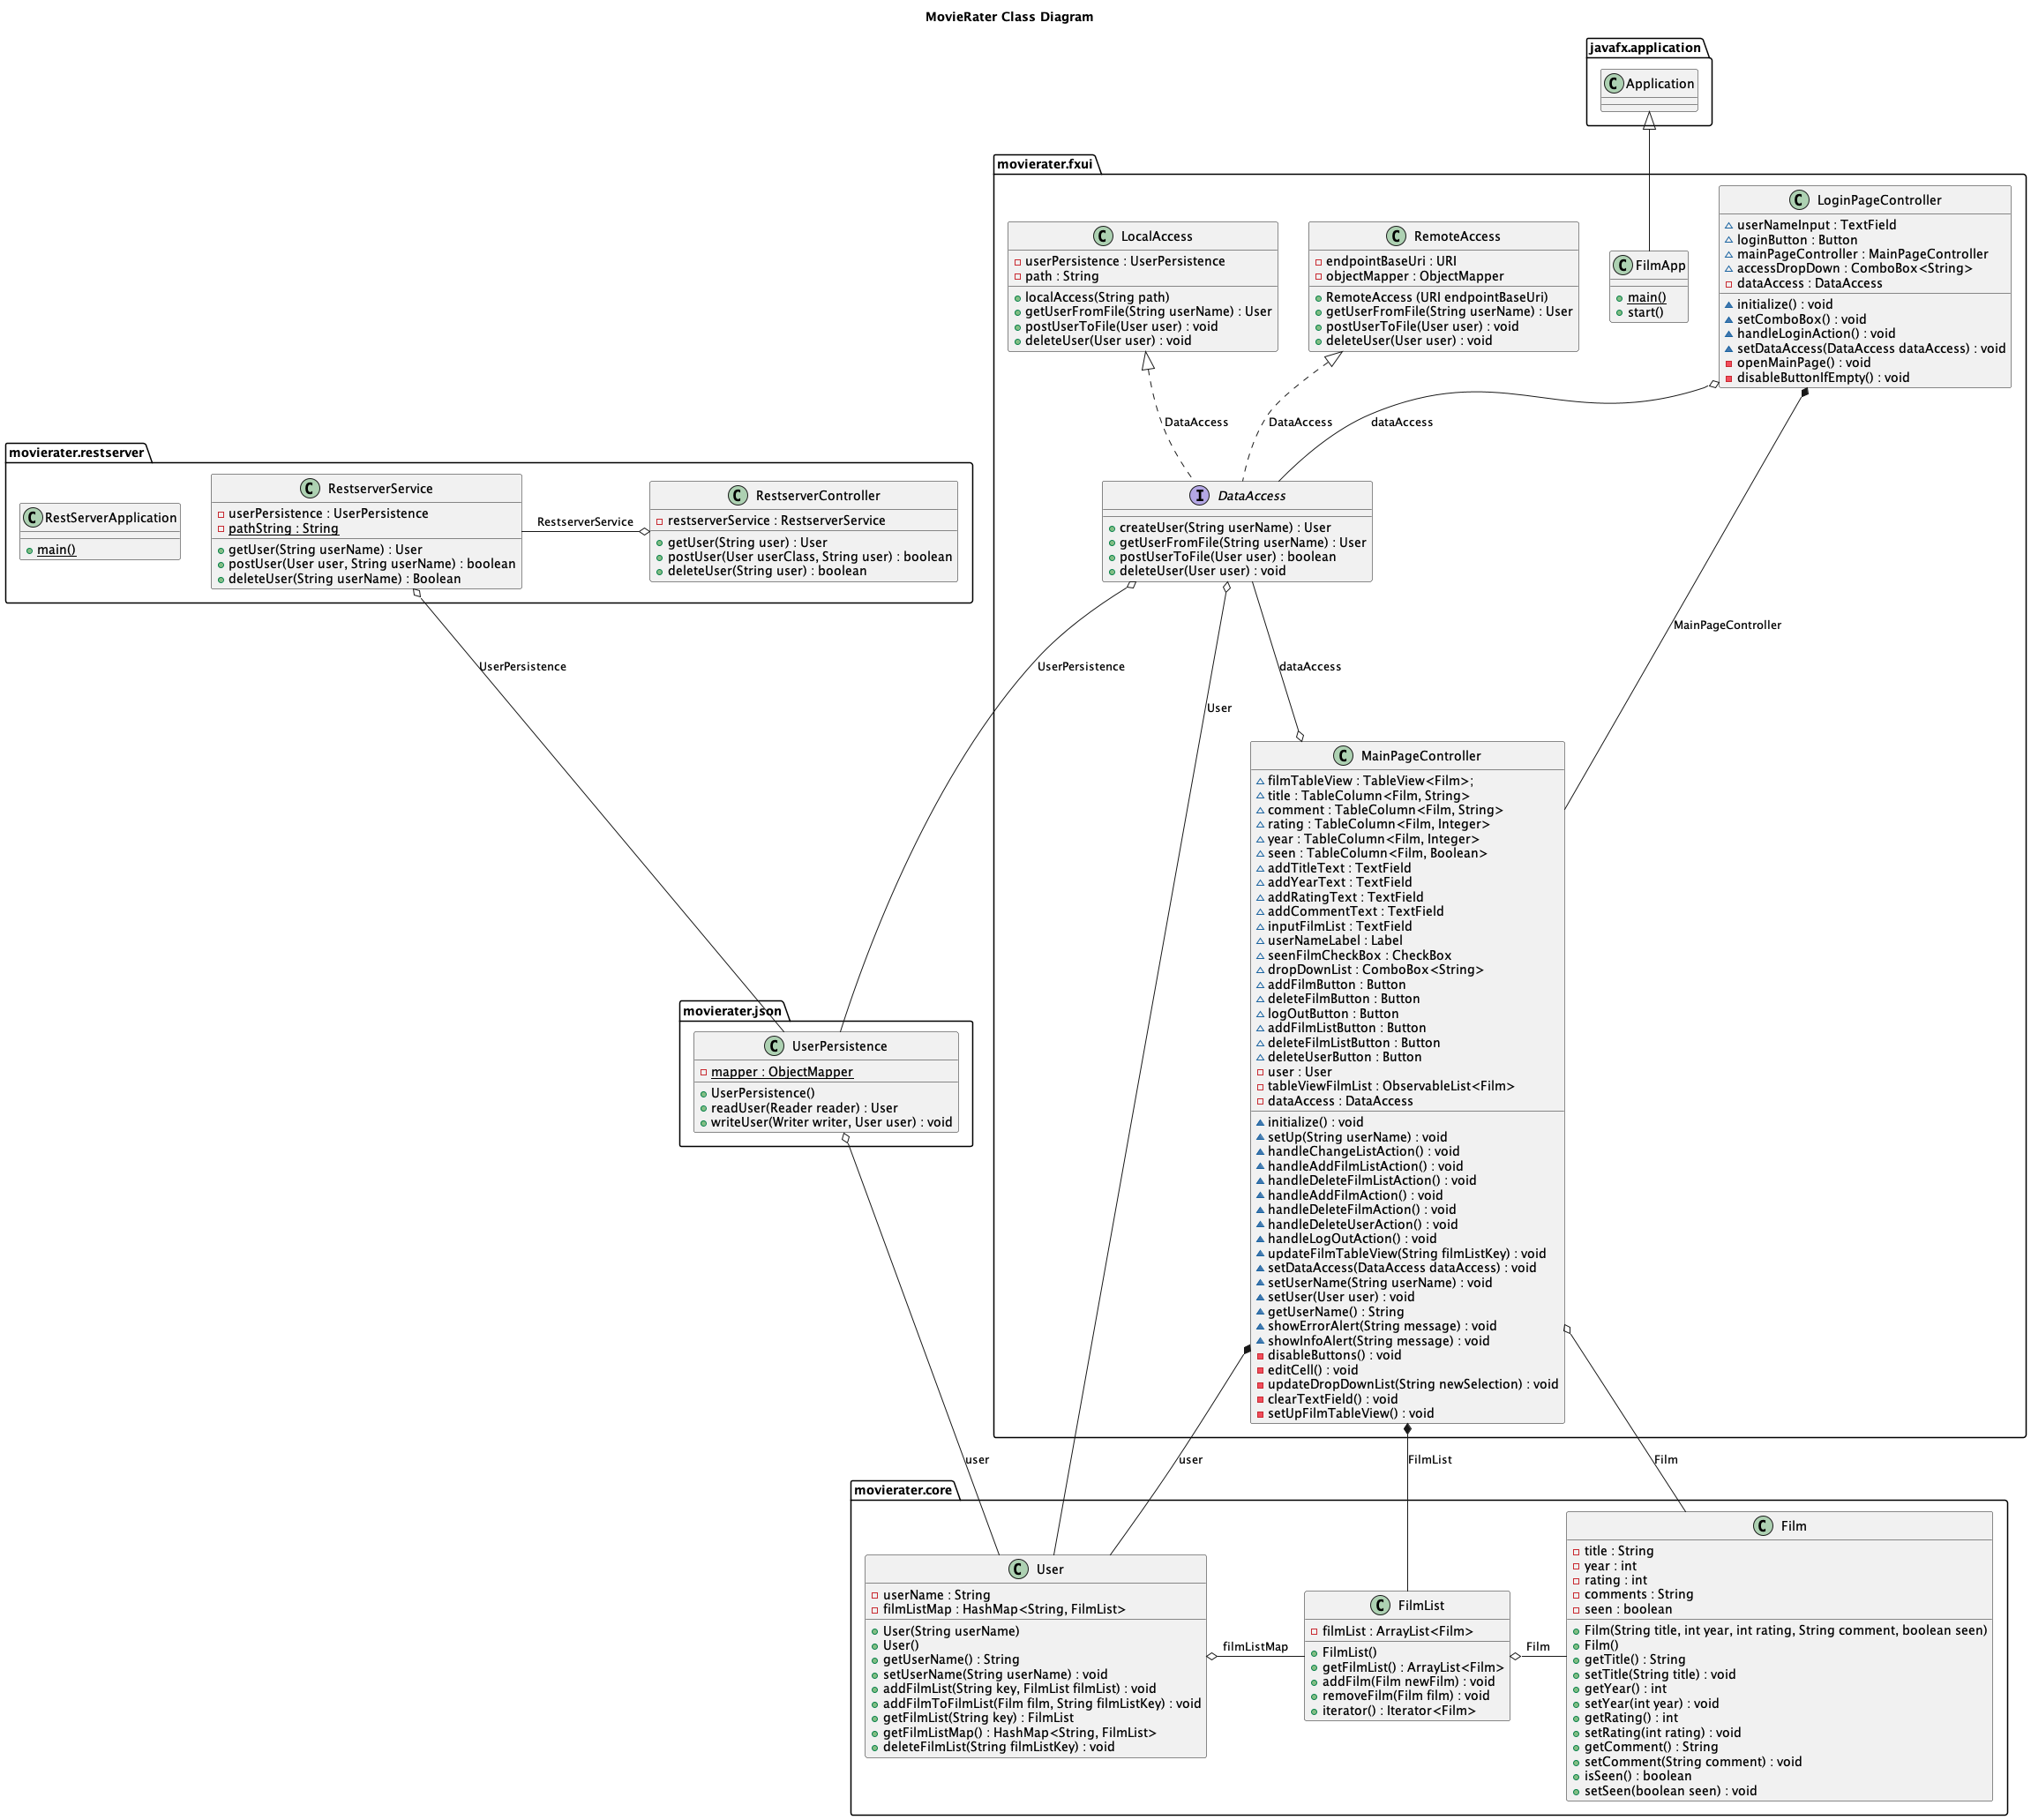 MovieRater Class Diagram
javafx.application
C Application
movierater.fxui
C LoginPageController
userNameInput : TextField
loginButton : Button
mainPageController : MainPageController
accessDropDown : ComboBox<String>
dataAccess : DataAccess
initialize() : void
setComboBox() : void
handleLoginAction() : void
setDataAccess(DataAccess dataAccess) : void
openMainPage() : void
disableButtonIfEmpty() : void
C LocalAccess
userPersistence : UserPersistence
path : String
localAccess(String path)
getUserFromFile(String userName) : User
postUserToFile(User user) : void
deleteUser(User user) : void
C RemoteAccess
endpointBaseUri : URI
objectMapper : ObjectMapper
RemoteAccess (URI endpointBaseUri)
getUserFromFile(String userName) : User
postUserToFile(User user) : void
deleteUser(User user) : void
C FilmApp
main()
start()
DataAccess
DataAccess
dataAccess
movierater.restserver
C RestServerApplication
main()
C RestserverService
userPersistence : UserPersistence
pathString : String
getUser(String userName) : User
postUser(User user, String userName) : boolean
deleteUser(String userName) : Boolean
RestserverService
C RestserverController
restserverService : RestserverService
getUser(String user) : User
postUser(User userClass, String user) : boolean
deleteUser(String user) : boolean
I DataAccess
createUser(String userName) : User
getUserFromFile(String userName) : User
postUserToFile(User user) : boolean
deleteUser(User user) : void
MainPageController
UserPersistence
UserPersistence
dataAccess
User
C MainPageController
filmTableView : TableView<Film>;
title : TableColumn<Film, String>
comment : TableColumn<Film, String>
rating : TableColumn<Film, Integer>
year : TableColumn<Film, Integer>
seen : TableColumn<Film, Boolean>
addTitleText : TextField
addYearText : TextField
addRatingText : TextField
addCommentText : TextField
inputFilmList : TextField
userNameLabel : Label
seenFilmCheckBox : CheckBox
dropDownList : ComboBox<String>
addFilmButton : Button
deleteFilmButton : Button
logOutButton : Button
addFilmListButton : Button
deleteFilmListButton : Button
deleteUserButton : Button
user : User
tableViewFilmList : ObservableList<Film>
dataAccess : DataAccess
initialize() : void
setUp(String userName) : void
handleChangeListAction() : void
handleAddFilmListAction() : void
handleDeleteFilmListAction() : void
handleAddFilmAction() : void
handleDeleteFilmAction() : void
handleDeleteUserAction() : void
handleLogOutAction() : void
updateFilmTableView(String filmListKey) : void
setDataAccess(DataAccess dataAccess) : void
setUserName(String userName) : void
setUser(User user) : void
getUserName() : String
showErrorAlert(String message) : void
showInfoAlert(String message) : void
disableButtons() : void
editCell() : void
updateDropDownList(String newSelection) : void
clearTextField() : void
setUpFilmTableView() : void
movierater.json
C UserPersistence
mapper : ObjectMapper
UserPersistence()
readUser(Reader reader) : User
writeUser(Writer writer, User user) : void
user
user
FilmList
Film
movierater.core
C User
userName : String
filmListMap : HashMap<String, FilmList>
User(String userName)
User()
getUserName() : String
setUserName(String userName) : void
addFilmList(String key, FilmList filmList) : void
addFilmToFilmList(Film film, String filmListKey) : void
getFilmList(String key) : FilmList
getFilmListMap() : HashMap<String, FilmList>
deleteFilmList(String filmListKey) : void
filmListMap
C FilmList
filmList : ArrayList<Film>
FilmList()
getFilmList() : ArrayList<Film>
addFilm(Film newFilm) : void
removeFilm(Film film) : void
iterator() : Iterator<Film>
Film
C Film
title : String
year : int
rating : int
comments : String
seen : boolean
Film(String title, int year, int rating, String comment, boolean seen)
Film()
getTitle() : String
setTitle(String title) : void
getYear() : int
setYear(int year) : void
getRating() : int
setRating(int rating) : void
getComment() : String
setComment(String comment) : void
isSeen() : boolean
setSeen(boolean seen) : void